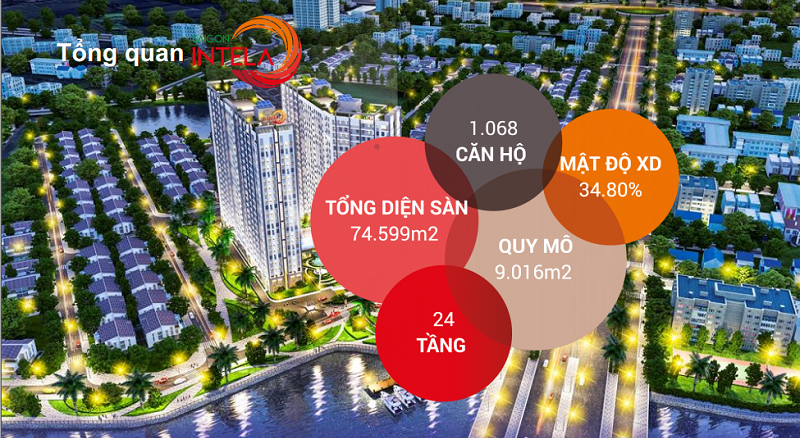 Tổng quan
INTELA
1.068
CĂN HỘ
MẬT ĐỘ XD
34.80%
TỔNG DIỆN SÀN
74.599m2
QUY MÔ
9.016m2
24
TẦNG